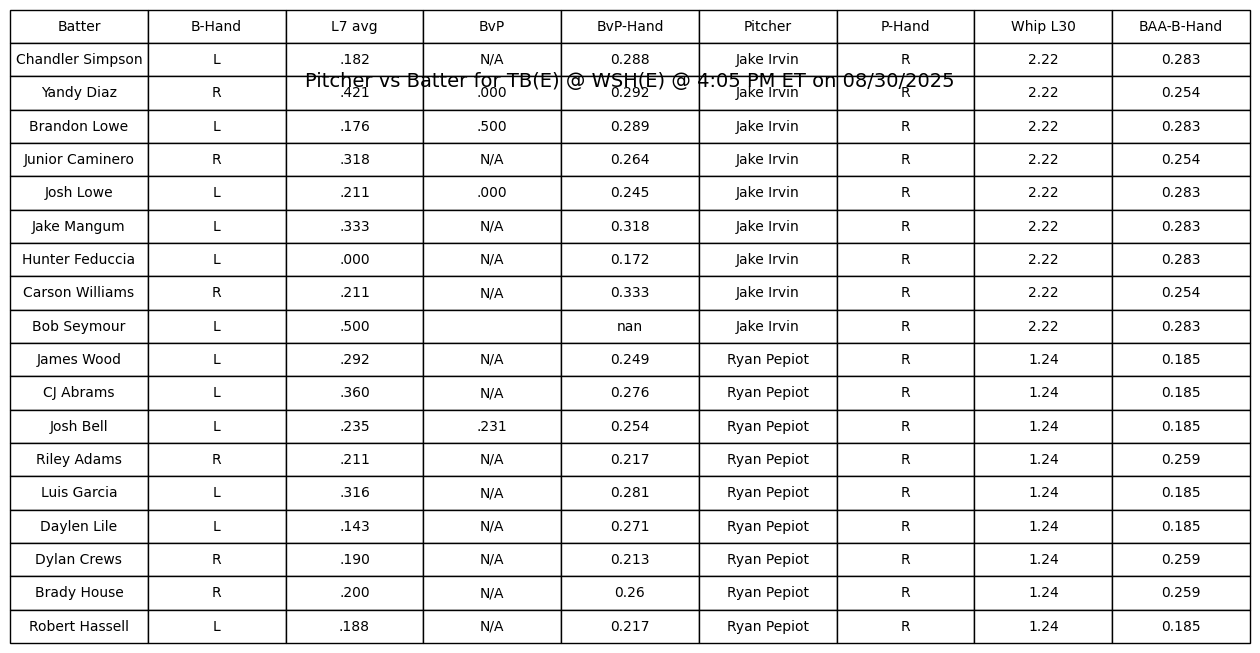 Batter B-Hand L7 avg BvP BvP-Hand Pitcher P-Hand Whip L30 BAA-B-Hand
Chandler Simpson L .182 N/A 0.288 Jake Irvin R 2.22 0.283
Pitcher vs Batter for TB(E) @ WSH(E) @ 4:05 PM ET on 08/30/2025
Yandy Diaz R .421 .000 0.292 Jake Irvin R 2.22 0.254
Brandon Lowe L .176 .500 0.289 Jake Irvin R 2.22 0.283
Junior Caminero R .318 N/A 0.264 Jake Irvin R 2.22 0.254
Josh Lowe L .211 .000 0.245 Jake Irvin R 2.22 0.283
Jake Mangum L .333 N/A 0.318 Jake Irvin R 2.22 0.283
Hunter Feduccia L .000 N/A 0.172 Jake Irvin R 2.22 0.283
Carson Williams R .211 N/A 0.333 Jake Irvin R 2.22 0.254
Bob Seymour L .500 nan Jake Irvin R 2.22 0.283
James Wood L .292 N/A 0.249 Ryan Pepiot R 1.24 0.185
CJ Abrams L .360 N/A 0.276 Ryan Pepiot R 1.24 0.185
Josh Bell L .235 .231 0.254 Ryan Pepiot R 1.24 0.185
Riley Adams R .211 N/A 0.217 Ryan Pepiot R 1.24 0.259
Luis Garcia L .316 N/A 0.281 Ryan Pepiot R 1.24 0.185
Daylen Lile L .143 N/A 0.271 Ryan Pepiot R 1.24 0.185
Dylan Crews R .190 N/A 0.213 Ryan Pepiot R 1.24 0.259
Brady House R .200 N/A 0.26 Ryan Pepiot R 1.24 0.259
Robert Hassell L .188 N/A 0.217 Ryan Pepiot R 1.24 0.185